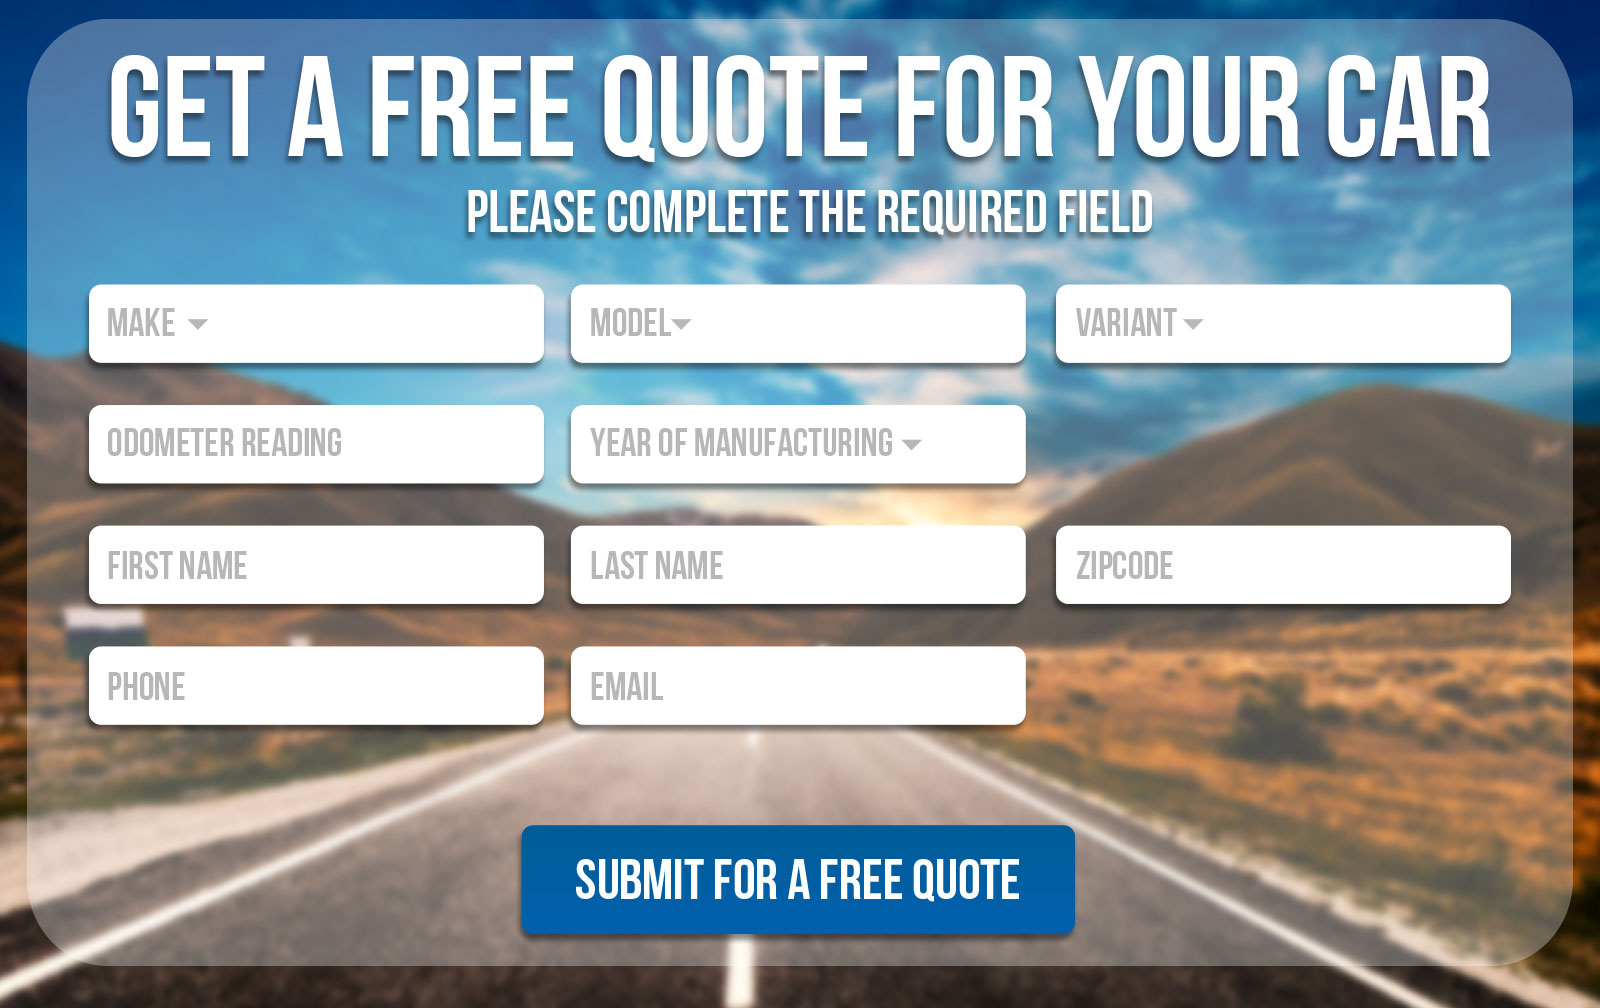 GET A FREE QUOTE FOR YOUR CAR
PLEASE COMPLETE THE REQUIRED FIELD
MAKE
MODEL
VARIANT
ODOMETER READING
YEAR OF MANUFACTURING
FIRST NAME
LAST NAME
ZIPCODE
PHONE
EMAIL
SUBMIT FOR A FREE QUOTE